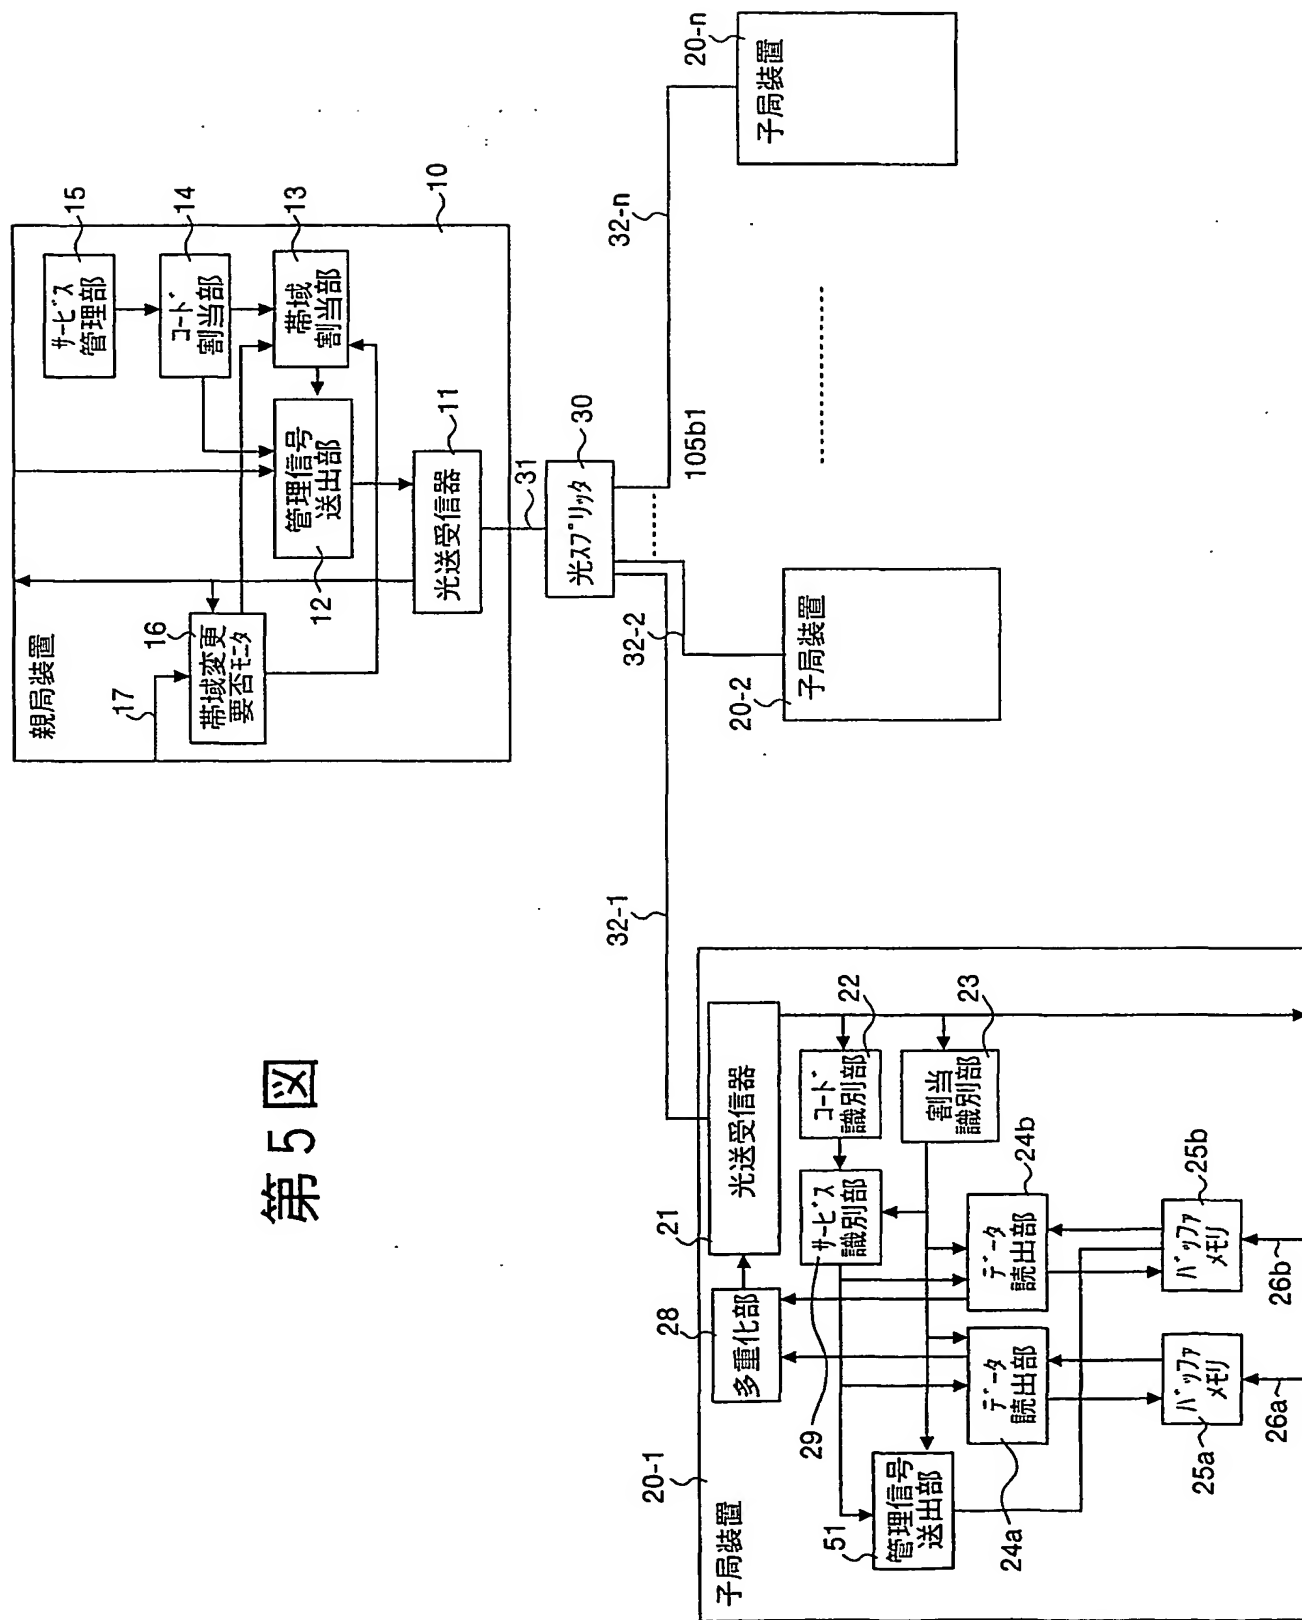 第5図
親局装置
10
サービス
管理部
15
コード
割当部
14
帯域
割当部
13
管理信号
送出部
12
帯域変更
要否モニタ
16
17
光送受信器
11
31
光スプリッタ
30
105b1
32-1
32-2
32-n
子局装置
20-1
光送受信器
21
コード
識別部
22
割当
識別部
23
サービス
識別部
29
多重化部
28
管理信号
送出部
51
データ
読出部
24a
データ
読出部
24b
バッファ
メモリ
25a
バッファ
メモリ
25b
26a
26b
子局装置
20-2
子局装置
20-n